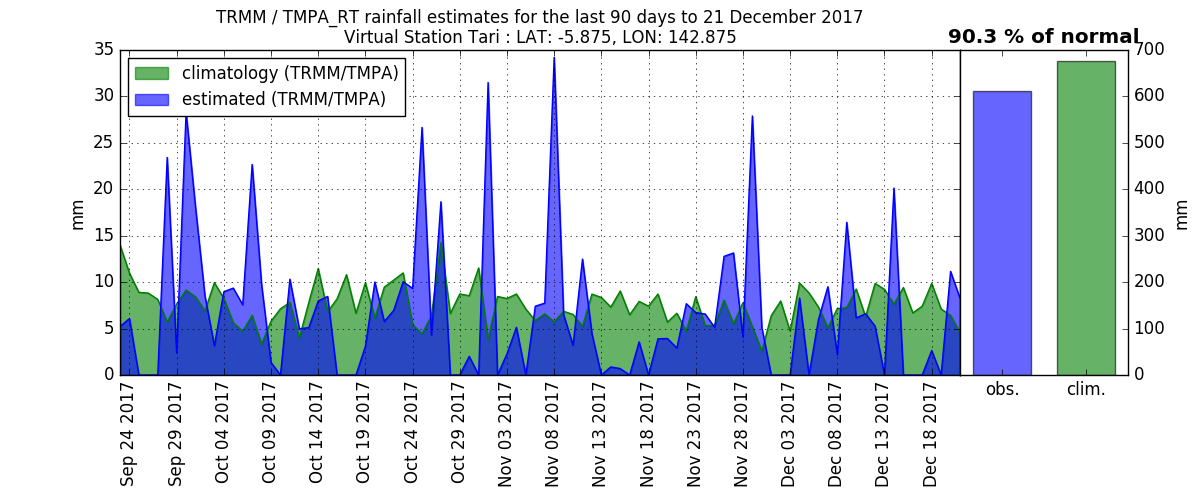 TRMM / TMPA_RT rainfall estimates for the last 90 days to 21 December 2017
Virtual Station Tari : LAT: -5.875, LON: 142.875
90.3 % of normal
climatology (TRMM/TMPA)
estimated (TRMM/TMPA)
35
30
25
20
15
10
5
0
mm
700
600
500
400
300
200
100
0
mm
Sep 24 2017
Sep 29 2017
Oct 04 2017
Oct 09 2017
Oct 14 2017
Oct 19 2017
Oct 24 2017
Oct 29 2017
Nov 03 2017
Nov 08 2017
Nov 13 2017
Nov 18 2017
Nov 23 2017
Nov 28 2017
Dec 03 2017
Dec 08 2017
Dec 13 2017
Dec 18 2017
obs.
clim.